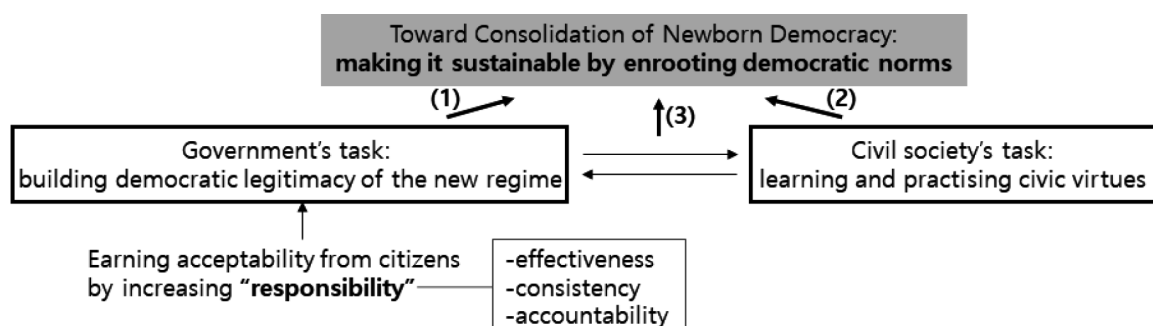 Toward Consolidation of Newborn Democracy:
making it sustainable by enrooting democratic norms
(1)
(2)
(3)
Government's task:
building democratic legitimacy of the new regime
Civil society's task:
learning and practising civic virtues
Earning acceptability from citizens
by increasing "responsibility"
-effectiveness
-consistency
-accountability